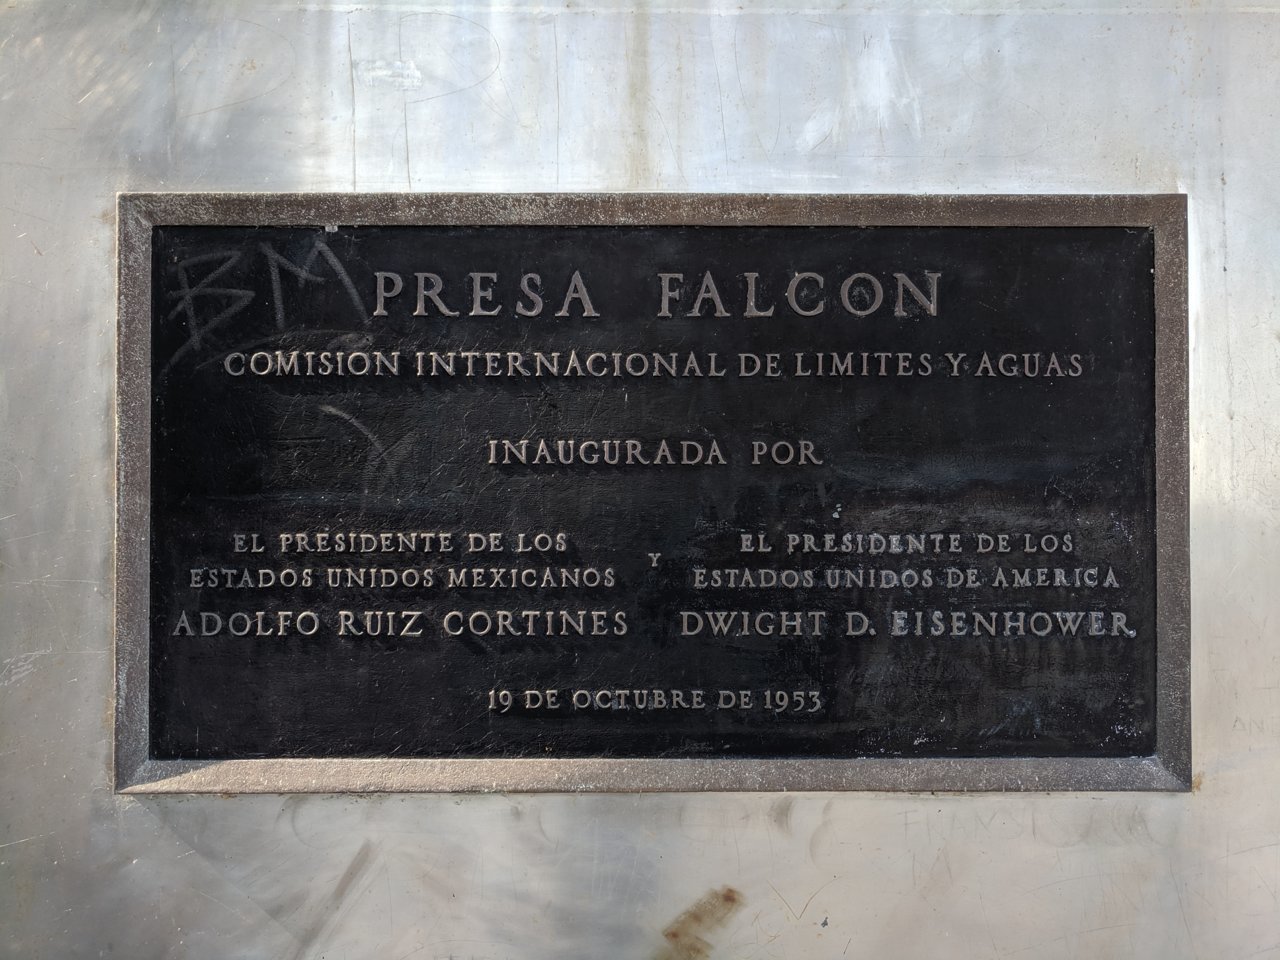 BM
PRESA FALCON
COMISION INTERNACIONAL DE LIMITES Y AGUAS
INAUGURADA POR
EL PRESIDENTE DE LOS
ESTADOS UNIDOS MEXICANOS
ADOLFO RUIZ CORTINES
Y
EL PRESIDENTE DE LOS
ESTADOS UNIDOS DE AMERICA
DWIGHT D. EISENHOWER
19 DE OCTUBRE DE 1953